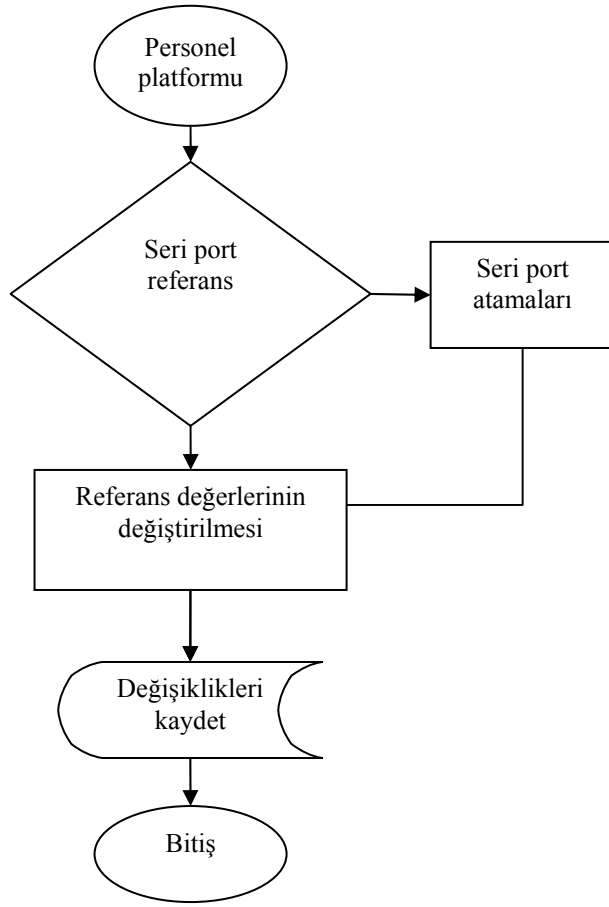 Personel
platformu
Seri port
referans
Seri port
atamaları
Referans değerlerinin
değiştirilmesi
Değişiklikleri
kaydet
Bitiş